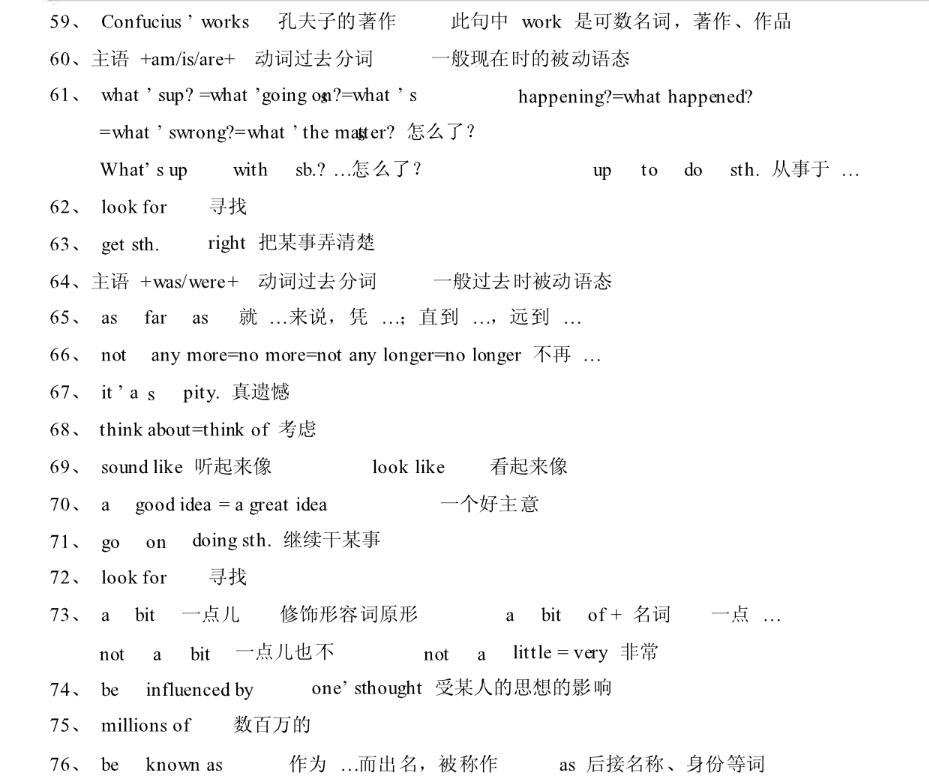 59、 Confucius ’ works 孔夫子的著作 此句中 work 是可数名词，著作、作品
60、主语 +am/is/are+ 动词过去分词 一般现在时的被动语态
61、 what ’ sup? =what ’going on?=what ’ s happening?=what happened?
=what ’ swrong?=what ’ the matter? 怎么了?
What’ s up with sb.? …怎么了? up to do sth. 从事于 …
62、 look for 寻找
63、 get sth. right 把某事弄清楚
64、主语 +was/were+ 动词过去分词 一般过去时被动语态
65、 as far as 就 …来说，凭 …; 直到 …，远到 …
66、 not any more=no more=not any longer=no longer 不再 …
67、 it ’ a s pity. 真遗憾
68、 think about=think of 考虑
69、 sound like 听起来像 look like 看起来像
70、 a good idea = a great idea 一个好主意
71、 go on doing sth. 继续干某事
72、 look for 寻找
73、 a bit 一点儿 修饰形容词原形 a bit of + 名词 一点 …
not a bit 一点儿也不 not a little = very 非常
74、 be influenced by one’ sthought 受某人的思想的影响
75、 millions of 数百万的
76、 be known as 作为 …而出名，被称作 as 后接名称、身份等词